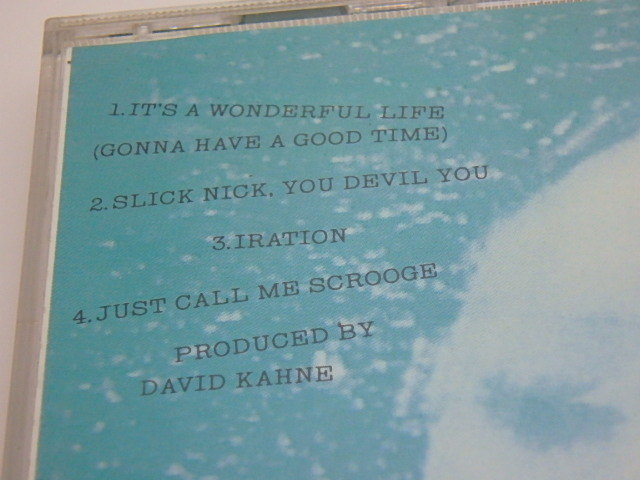 1.IT'S A WONDERFUL LIFE
(GONNA HAVE A GOOD TIME)
2.SLICK NICK, YOU DEVIL YOU
3.IRATION
4.JUST CALL ME SCROOGE
PRODUCED BY
DAVID KAHNE